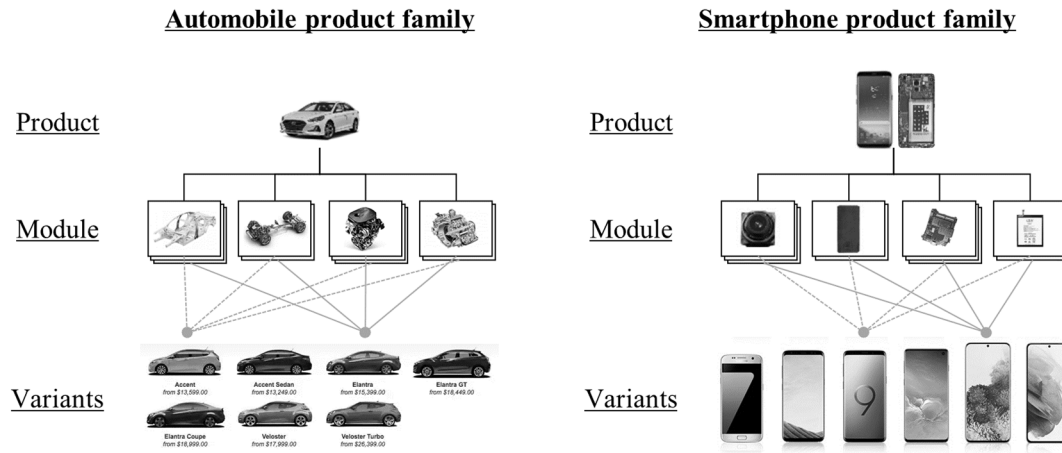 Automobile product family
Smartphone product family
Product
Product
Module
Module
Variants
Variants
Accent
from $13,599.00
Accent Sedan
from $13,249.00
Elantra
from $15,399.00
Elantra GT
from $18,449.00
Elantra Coupe
from $18,999.00
Veloster
from $17,999.00
Veloster Turbo
from $26,399.00
9